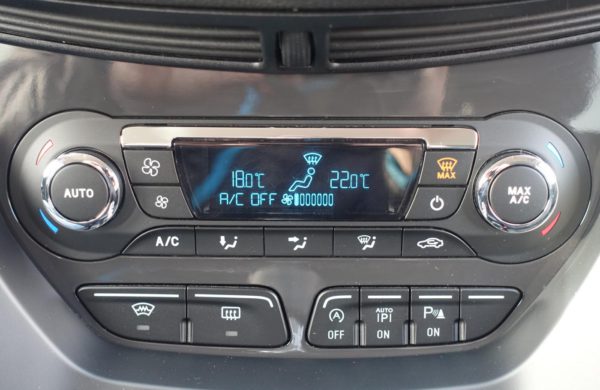 18.0°C 22.0°C
A/C OFF
AUTO
MAX
MAX
A/C
A/C
A OFF
AUTO
P
ON
P
ON